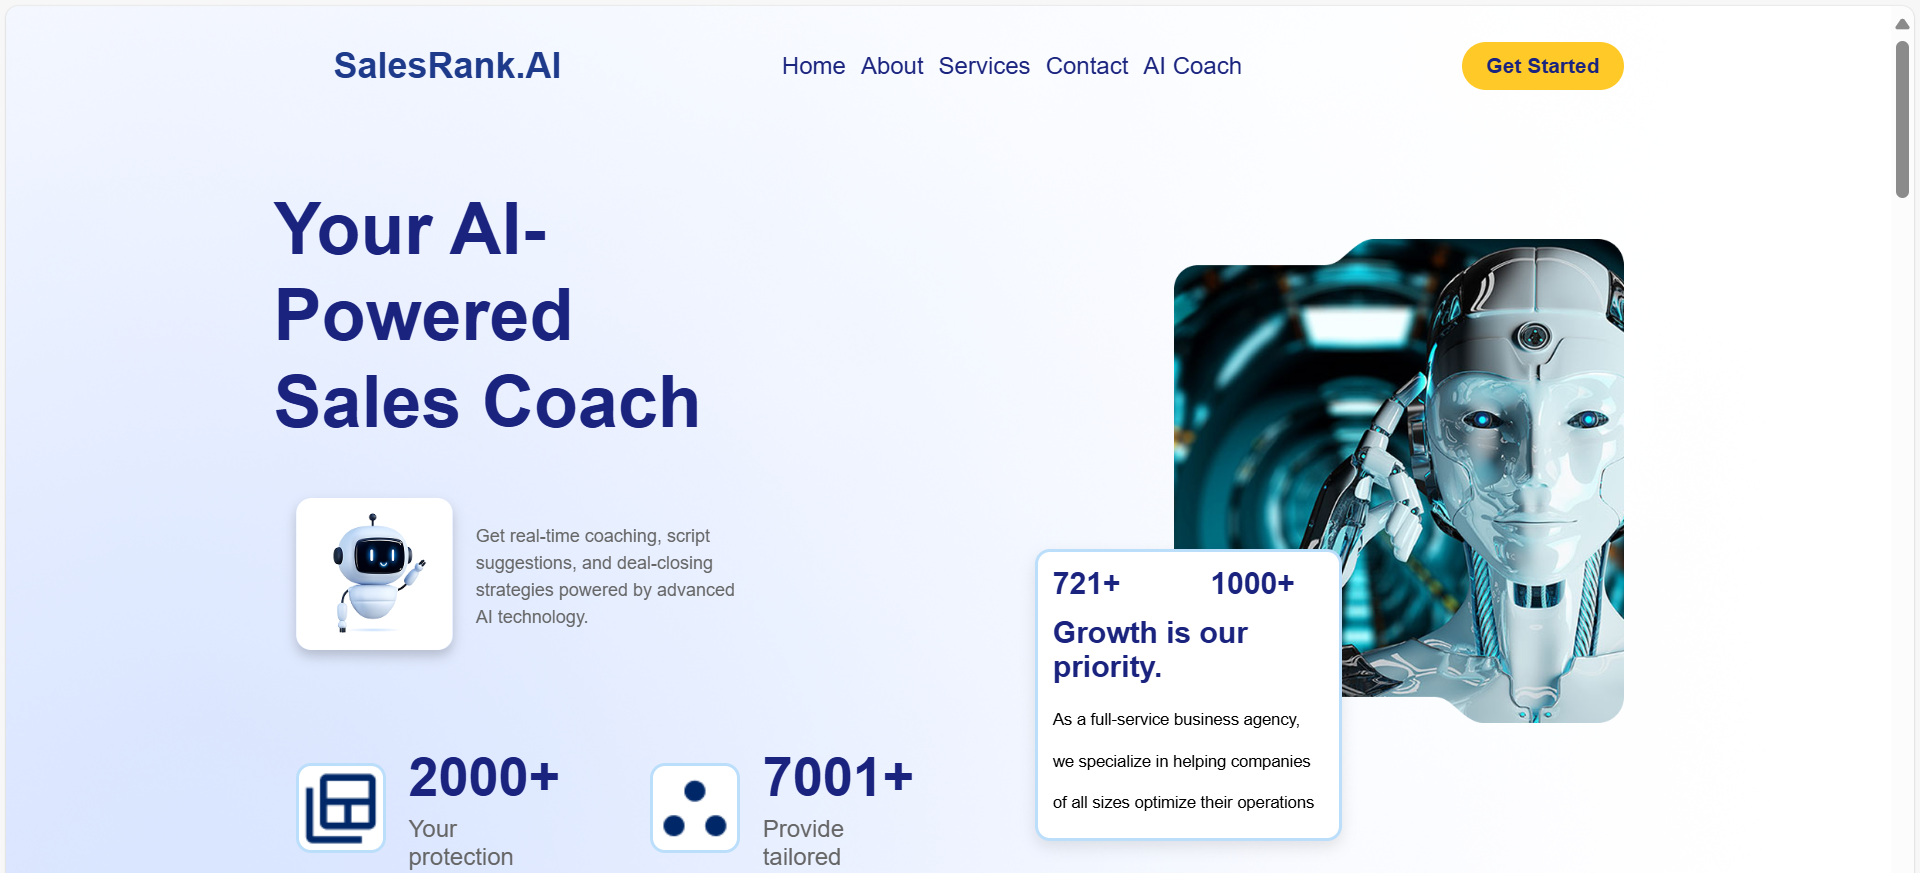 SalesRank.AI
Home About Services Contact AI Coach
Get Started
Your AI-
Powered
Sales Coach
Get real-time coaching, script
suggestions, and deal-closing
strategies powered by advanced
AI technology.
2000+
Your
protection
7001+
Provide
tailored
721+ 1000+
Growth is our
priority.
As a full-service business agency,
we specialize in helping companies
of all sizes optimize their operations